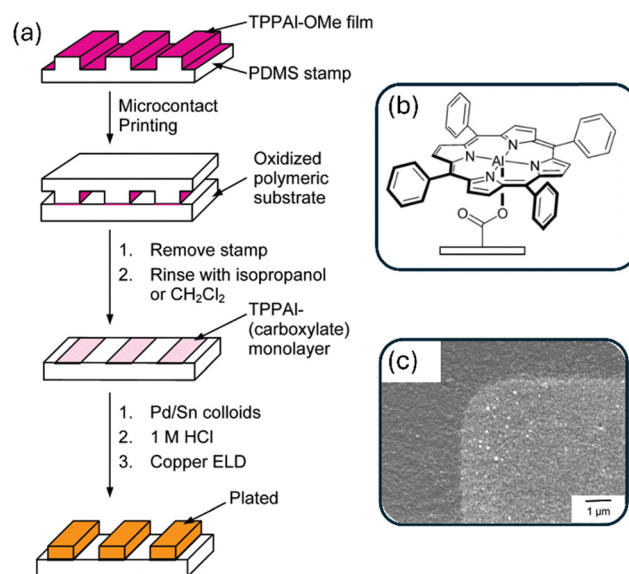 (a)
TPPAl-OMe film
PDMS stamp
Microcontact
Printing
Oxidized
polymeric
substrate
1. Remove stamp
2. Rinse with isopropanol
or CH₂Cl₂
TPPAl-
(carboxylate)
monolayer
1. Pd/Sn colloids
2. 1 M HCl
3. Copper ELD
Plated
(b)
N
Al
N
N
N
O
O
(c)
1 µm